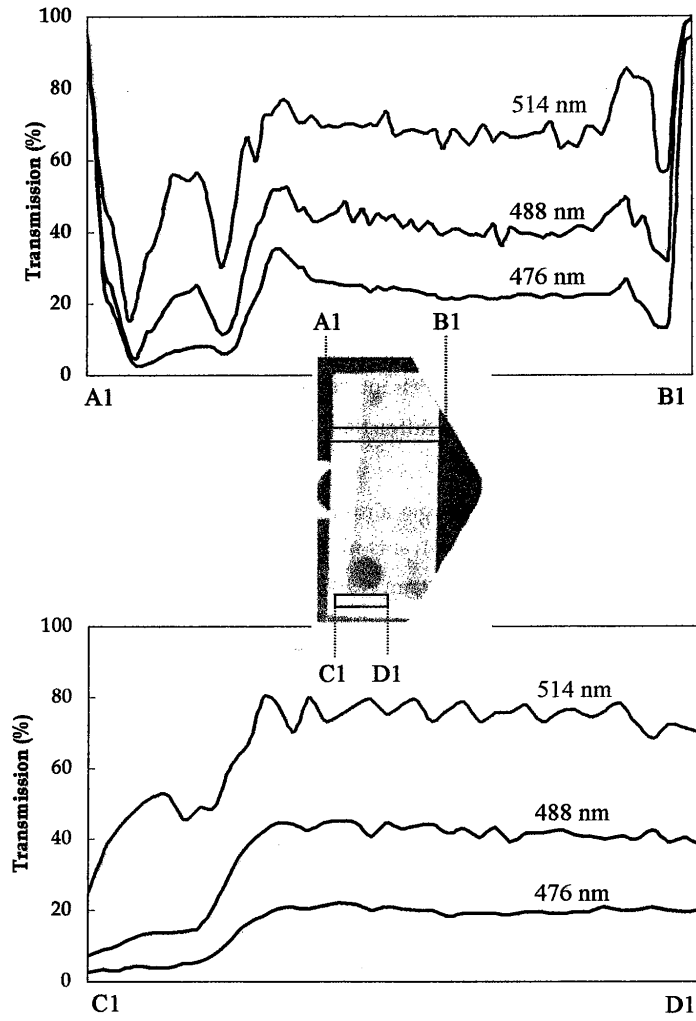 100
80
60
40
20
0
Transmission (%)
514 nm
488 nm
476 nm
A1 B1
A1 B1
C1 D1
100
80
60
40
20
0
Transmission (%)
514 nm
488 nm
476 nm
C1 D1